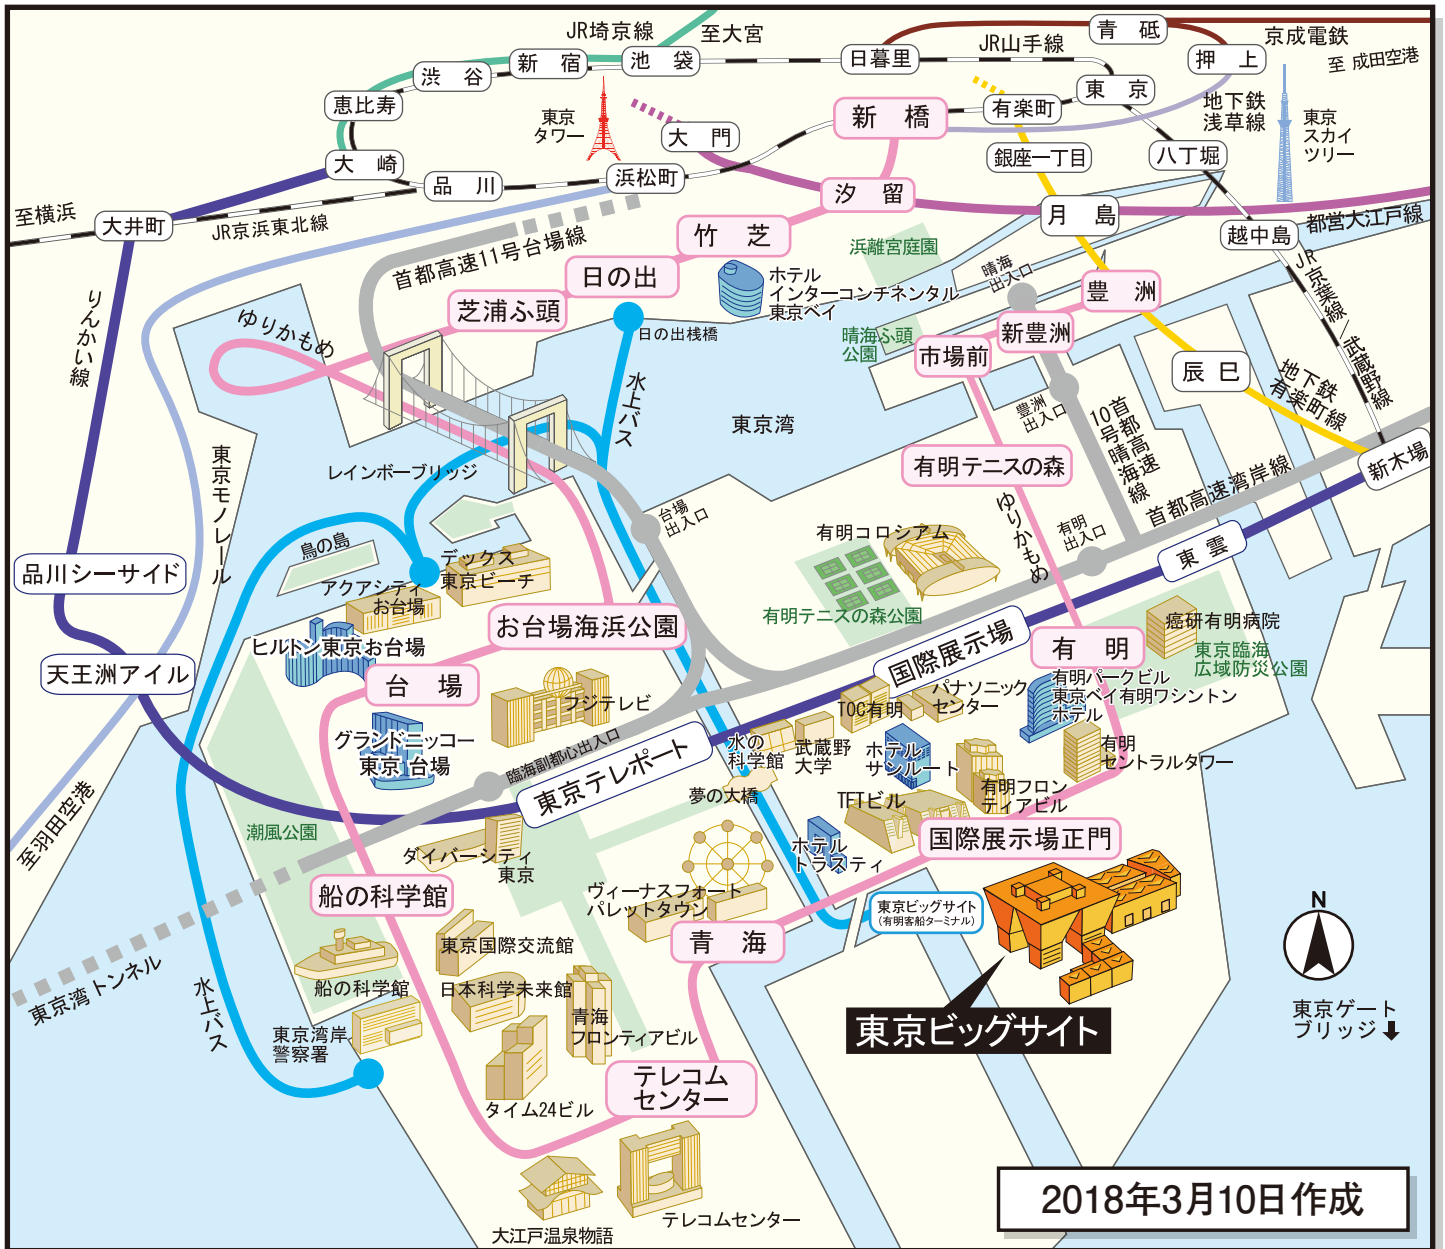 JR埼京線
至大宮
青砥
京成電鉄
至 成田空港
JR山手線
日暮里
押上
池袋
新宿
渋谷
恵比寿
東京
有楽町
地下鉄
浅草線
東京
スカイ
ツリー
東京
タワー
大門
新橋
銀座一丁目
八丁堀
大崎
品川
浜松町
汐留
月島
都営大江戸線
越中島
至横浜
大井町
JR京浜東北線
首都高速11号台場線
竹芝
浜離宮庭園
晴海
出入口
JR京葉線/武蔵野線
日の出
ホテル
インターコンチネンタル
東京ベイ
豊洲
芝浦ふ頭
ゆりかもめ
りんかい線
日の出桟橋
晴海ふ頭
公園
新豊洲
市場前
辰巳
地下鉄
有楽町線
水上バス
東京湾
豊洲
出入口
首都高速
10号晴海線
有明テニスの森
新木場
首都高速湾岸線
レインボーブリッジ
東京モノレール
台場
出入口
ゆりかもめ
有明
出入口
有明コロシアム
鳥の島
デックス
東京ビーチ
品川シーサイド
アクアシティ
お台場
東雲
有明テニスの森公園
お台場海浜公園
ヒルトン東京お台場
国際展示場
有明
癌研有明病院
東京臨海
広域防災公園
天王洲アイル
台場
フジテレビ
TOC有明
パナソニック
センター
有明パークビル
東京ベイ有明ワシントン
ホテル
グランドニッコー
東京 台場
臨海副都心出入口
東京テレポート
水の
科学館
武蔵野
大学
ホテル
サンルート
有明
セントラルタワー
夢の大橋
TFTビル
有明フロン
ティアビル
至羽田空港
潮風公園
ダイバーシティ
東京
ホテル
トラスティ
国際展示場正門
船の科学館
ヴィーナスフォート
パレットタウン
東京ビッグサイト
(有明客船ターミナル)
青海
東京国際交流館
東京湾トンネル
船の科学館
日本科学未来館
水上バス
東京湾岸
警察署
青海
フロンティアビル
東京ビッグサイト
N
東京ゲート
ブリッジ
テレコム
センター
タイム24ビル
大江戸温泉物語
テレコムセンター
2018年3月10日作成